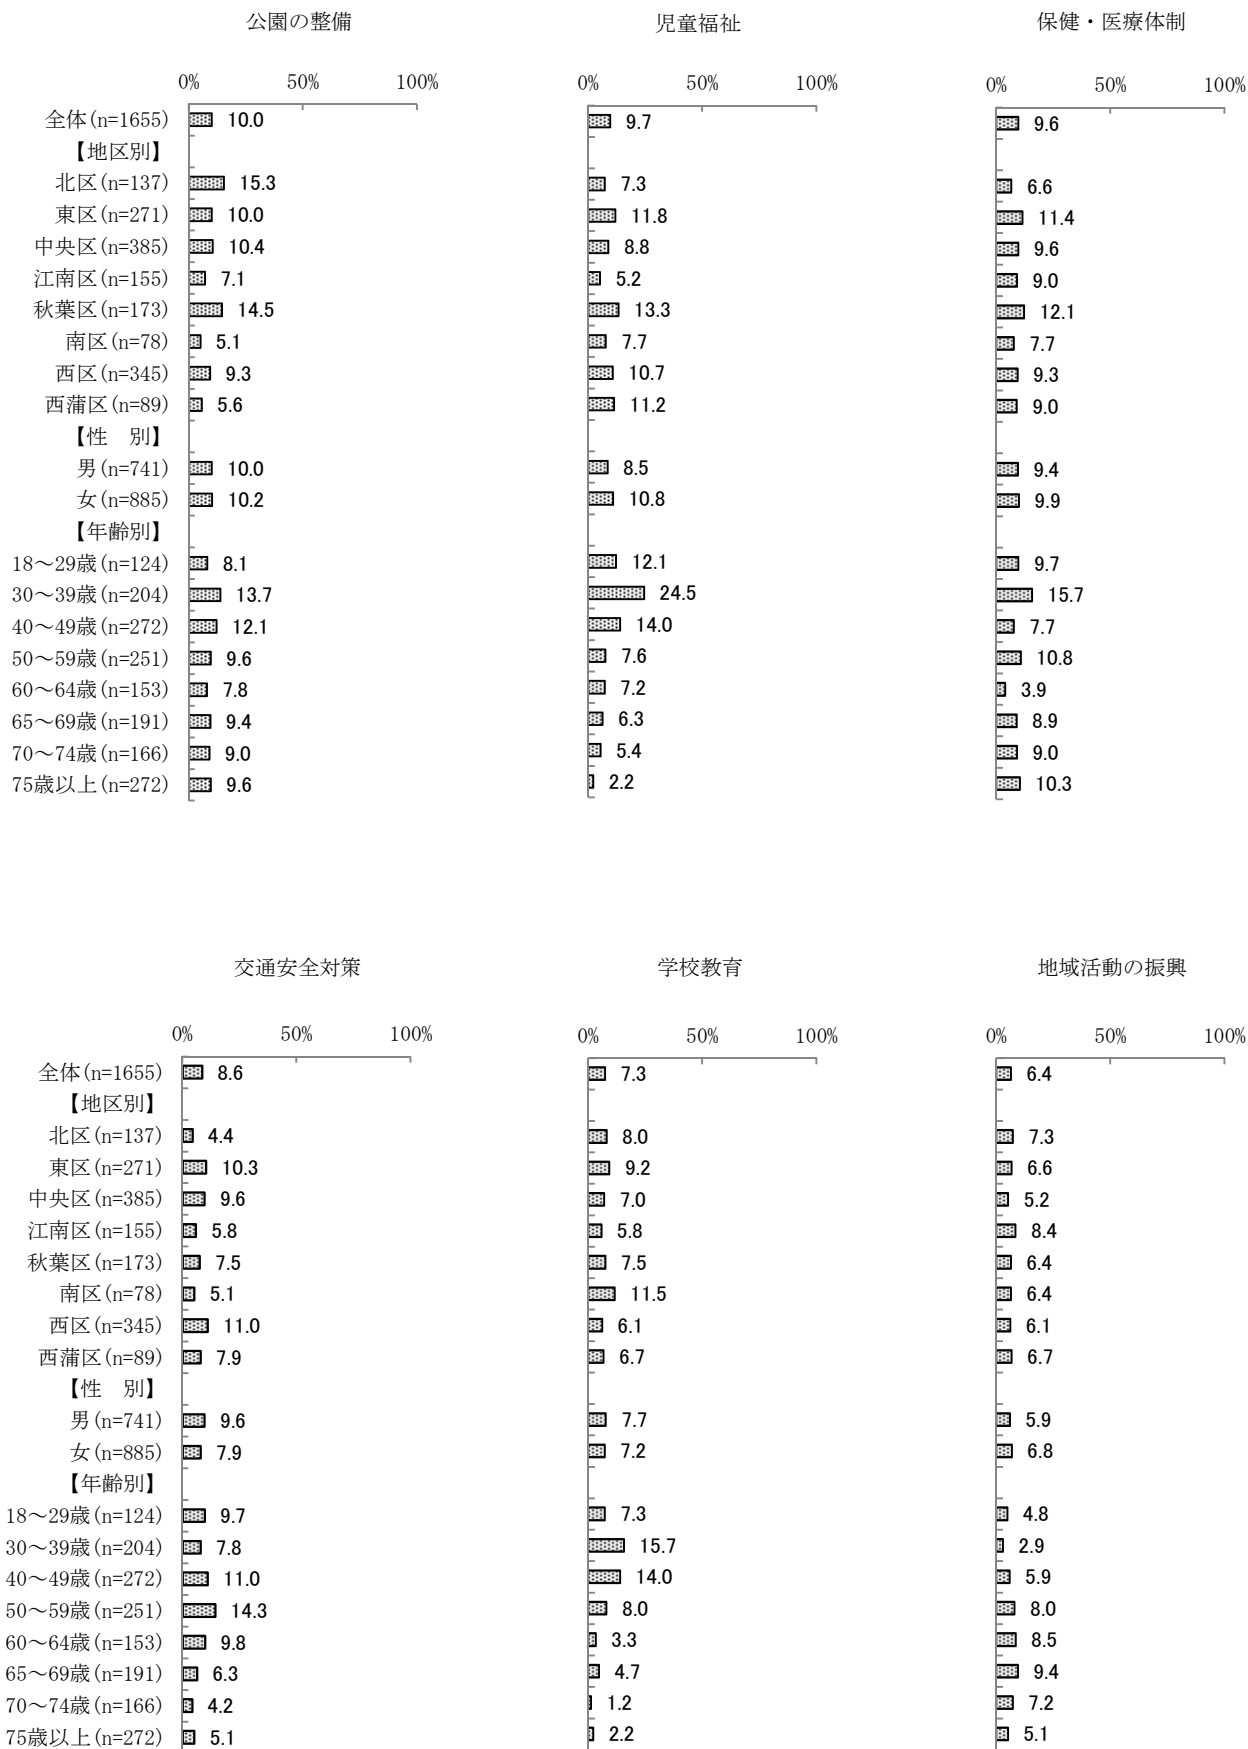 公園の整備 児童福祉 保健・医療体制
0% 50% 100% 0% 50% 100% 0% 50% 100%
全体(n=1655) 10.0 9.7 9.6
【地区別】
北区(n=137) 15.3 7.3 6.6
東区(n=271) 10.0 11.8 11.4
中央区(n=385) 10.4 8.8 9.6
江南区(n=155) 7.1 5.2 9.0
秋葉区(n=173) 14.5 13.3 12.1
南区(n=78) 5.1 7.7 7.7
西区(n=345) 9.3 10.7 9.3
西蒲区(n=89) 5.6 11.2 9.0
【性　別】
男(n=741) 10.0 8.5 9.4
女(n=885) 10.2 10.8 9.9
【年齢別】
18～29歳(n=124) 8.1 12.1 9.7
30～39歳(n=204) 13.7 24.5 15.7
40～49歳(n=272) 12.1 14.0 7.7
50～59歳(n=251) 9.6 7.6 10.8
60～64歳(n=153) 7.8 7.2 3.9
65～69歳(n=191) 9.4 6.3 8.9
70～74歳(n=166) 9.0 5.4 9.0
75歳以上(n=272) 9.6 2.2 10.3
交通安全対策 学校教育 地域活動の振興
0% 50% 100% 0% 50% 100% 0% 50% 100%
全体(n=1655) 8.6 7.3 6.4
【地区別】
北区(n=137) 4.4 8.0 7.3
東区(n=271) 10.3 9.2 6.6
中央区(n=385) 9.6 7.0 5.2
江南区(n=155) 5.8 5.8 8.4
秋葉区(n=173) 7.5 7.5 6.4
南区(n=78) 5.1 11.5 6.4
西区(n=345) 11.0 6.1 6.1
西蒲区(n=89) 7.9 6.7 6.7
【性　別】
男(n=741) 9.6 7.7 5.9
女(n=885) 7.9 7.2 6.8
【年齢別】
18～29歳(n=124) 9.7 7.3 4.8
30～39歳(n=204) 7.8 15.7 2.9
40～49歳(n=272) 11.0 14.0 5.9
50～59歳(n=251) 14.3 8.0 8.0
60～64歳(n=153) 9.8 3.3 8.5
65～69歳(n=191) 6.3 4.7 9.4
70～74歳(n=166) 4.2 1.2 7.2
75歳以上(n=272) 5.1 2.2 5.1